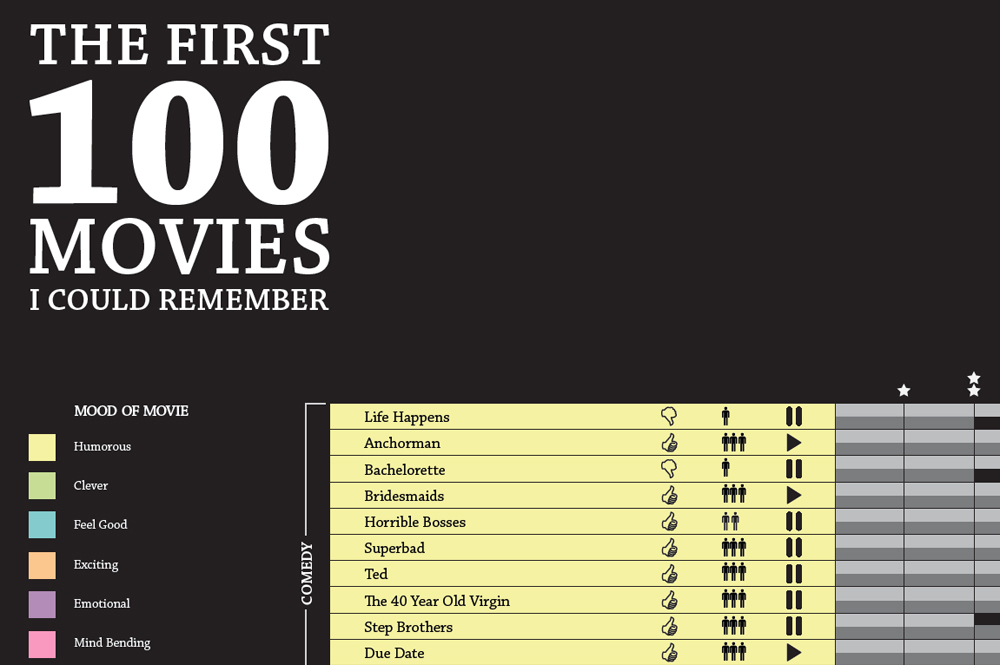 THE FIRST
100
MOVIES
I COULD REMEMBER
MOOD OF MOVIE
Humorous
Clever
Feel Good
Exciting
Emotional
Mind Bending
COMEDY
Life Happens
Anchorman
Bachelorette
Bridesmaids
Horrible Bosses
Superbad
Ted
The 40 Year Old Virgin
Step Brothers
Due Date